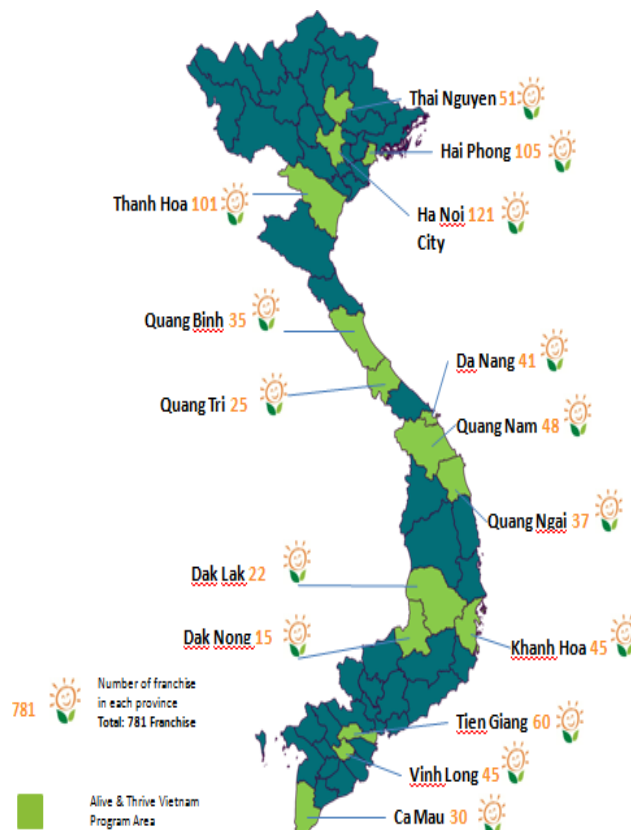 Thai Nguyen 51
Hai Phong 105
Thanh Hoa 101
Ha Noi 121
City
Quang Binh 35
Da Nang 41
Quang Tri 25
Quang Nam 48
Quang Ngai 37
Dak Lak 22
Dak Nong 15
Khanh Hoa 45
781
Number of franchise
in each province
Total: 781 Franchise
Tien Giang 60
Vinh Long 45
Ca Mau 30
Alive & Thrive Vietnam
Program Area